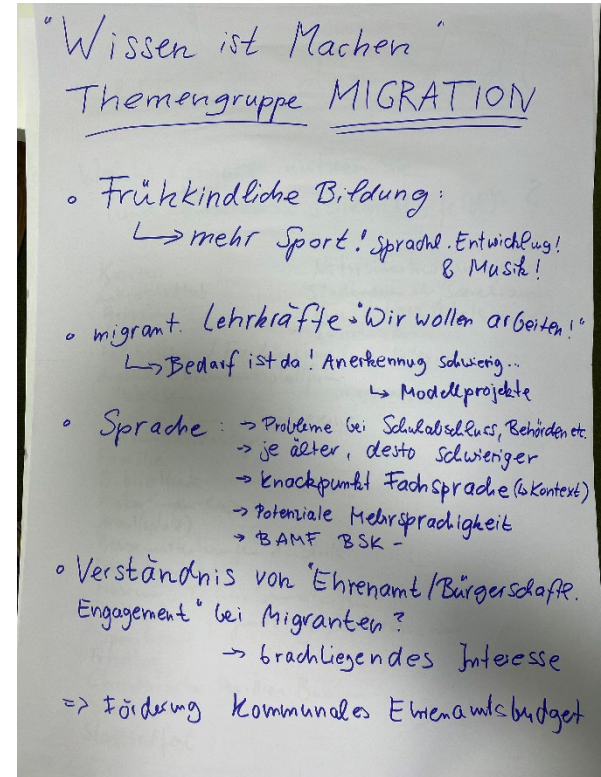 "Wissen ist Machen"
Themengruppe MIGRATION
• Frühkindliche Bildung:
↳ mehr Sport! Sprachl. Entwicklug!
& Musik!
• migrant. Lehrkräfte: "Wir wollen arbeiten!"
↳ Bedarf ist da! Anerkennug schwierig...
↳ Modellprojekte
• Sprache: → Probleme bei Schulabschluss, Behörden etc.
→ je älter, desto schwieriger
→ Knackpunkt Fachsprache (↳ Kontext)
→ Potenziale Mehrsprachigkeit
→ BAMF BSK -
• Verständnis von "Ehrenamt/Bürgerschaftl.
Engagement" bei Migranten?
→ brachliegendes Interesse
=> Förderung Kommunales Ehrenamtsbudget